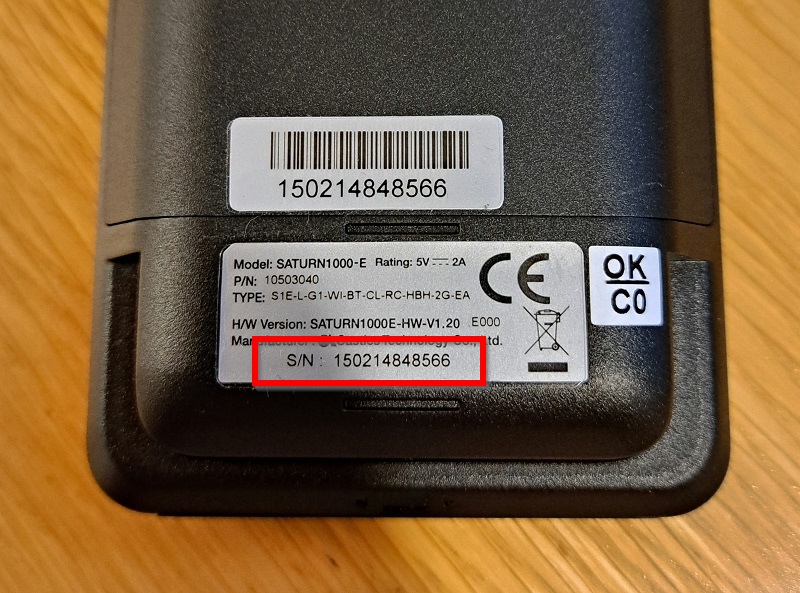 150214848566
Model: SATURN1000-E Rating: 5V ⎓ 2A
P/N: 10503040
TYPE: S1E-L-G1-WI-BT-CL-RC-HBH-2G-EA
H/W Version: SATURN1000E-HW-V1.20 E000
Technology Co., Ltd.
S/N : 150214848566
CE
OK
C0